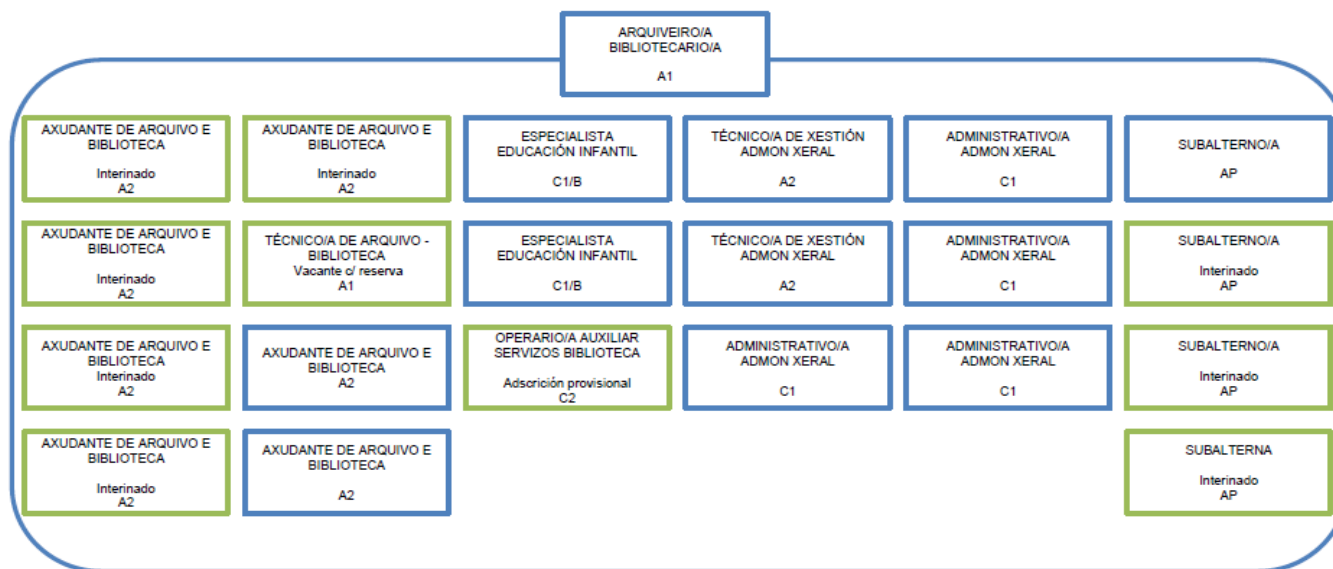 ARQUIVEIRO/A
BIBLIOTECARIO/A
A1
AXUDANTE DE ARQUIVO E
BIBLIOTECA
Interinado
A2
AXUDANTE DE ARQUIVO E
BIBLIOTECA
Interinado
A2
ESPECIALISTA
EDUCACIÓN INFANTIL
C1/B
TÉCNICO/A DE XESTIÓN
ADMON XERAL
A2
ADMINISTRATIVO/A
ADMON XERAL
C1
SUBALTERNO/A
AP
AXUDANTE DE ARQUIVO E
BIBLIOTECA
Interinado
A2
TÉCNICO/A DE ARQUIVO -
BIBLIOTECA
Vacante c/ reserva
A1
ESPECIALISTA
EDUCACIÓN INFANTIL
C1/B
TÉCNICO/A DE XESTIÓN
ADMON XERAL
A2
ADMINISTRATIVO/A
ADMON XERAL
C1
SUBALTERNO/A
Interinado
AP
AXUDANTE DE ARQUIVO E
BIBLIOTECA
Interinado
A2
AXUDANTE DE ARQUIVO E
BIBLIOTECA
A2
OPERARIO/A AUXILIAR
SERVIZOS BIBLIOTECA
Adscrición provisional
C2
ADMINISTRATIVO/A
ADMON XERAL
C1
ADMINISTRATIVO/A
ADMON XERAL
C1
SUBALTERNO/A
Interinado
AP
AXUDANTE DE ARQUIVO E
BIBLIOTECA
Interinado
A2
AXUDANTE DE ARQUIVO E
BIBLIOTECA
A2
SUBALTERNA
Interinado
AP